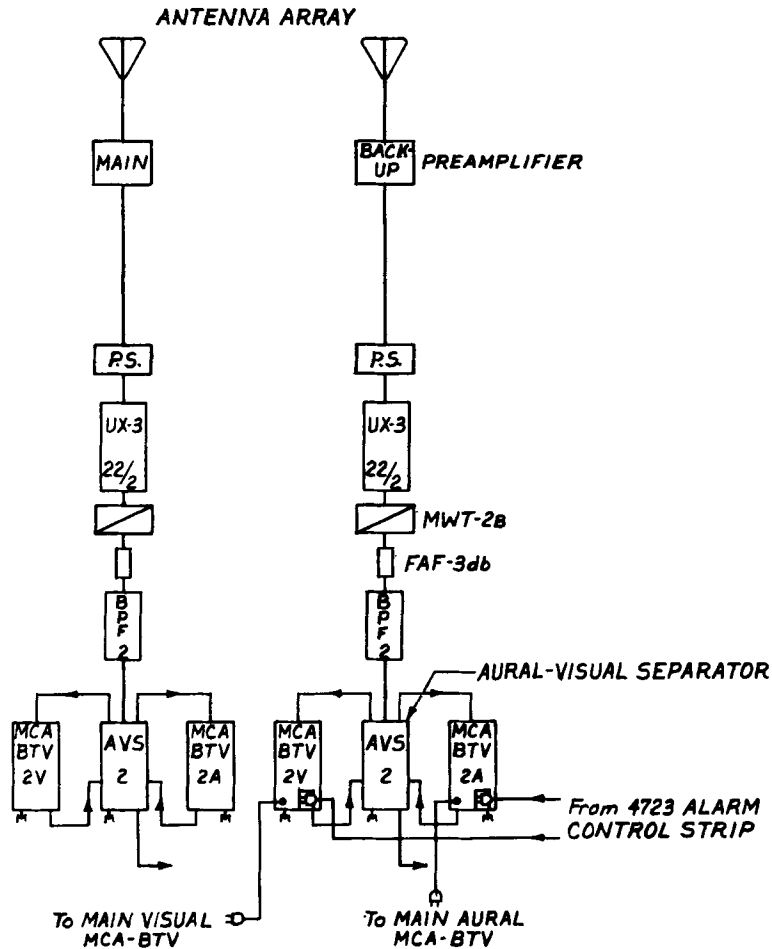 ANTENNA ARRAY
MAIN
BACK-
UP
PREAMPLIFIER
P.S.
P.S.
UX-3
22/2
UX-3
22/2
MWT-2B
FAF-3db
B
P
F
2
B
P
F
2
AURAL-VISUAL SEPARATOR
MCA
BTV
2V
AVS
2
MCA
BTV
2A
MCA
BTV
2V
AVS
2
MCA
BTV
2A
From 4723 ALARM
CONTROL STRIP
To MAIN VISUAL
MCA-BTV
To MAIN AURAL
MCA-BTV